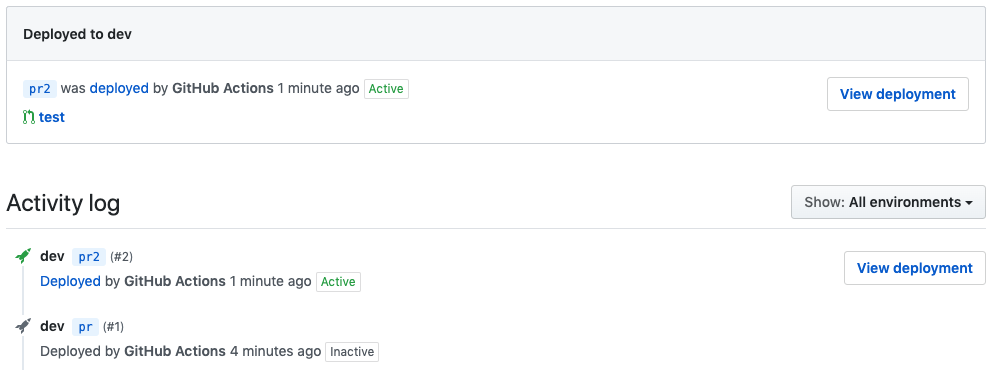 Deployed to dev
pr2 was deployed by GitHub Actions 1 minute ago Active
View deployment
test
Activity log
Show: All environments
dev pr2 (#2)
Deployed by GitHub Actions 1 minute ago Active
View deployment
dev pr (#1)
Deployed by GitHub Actions 4 minutes ago Inactive